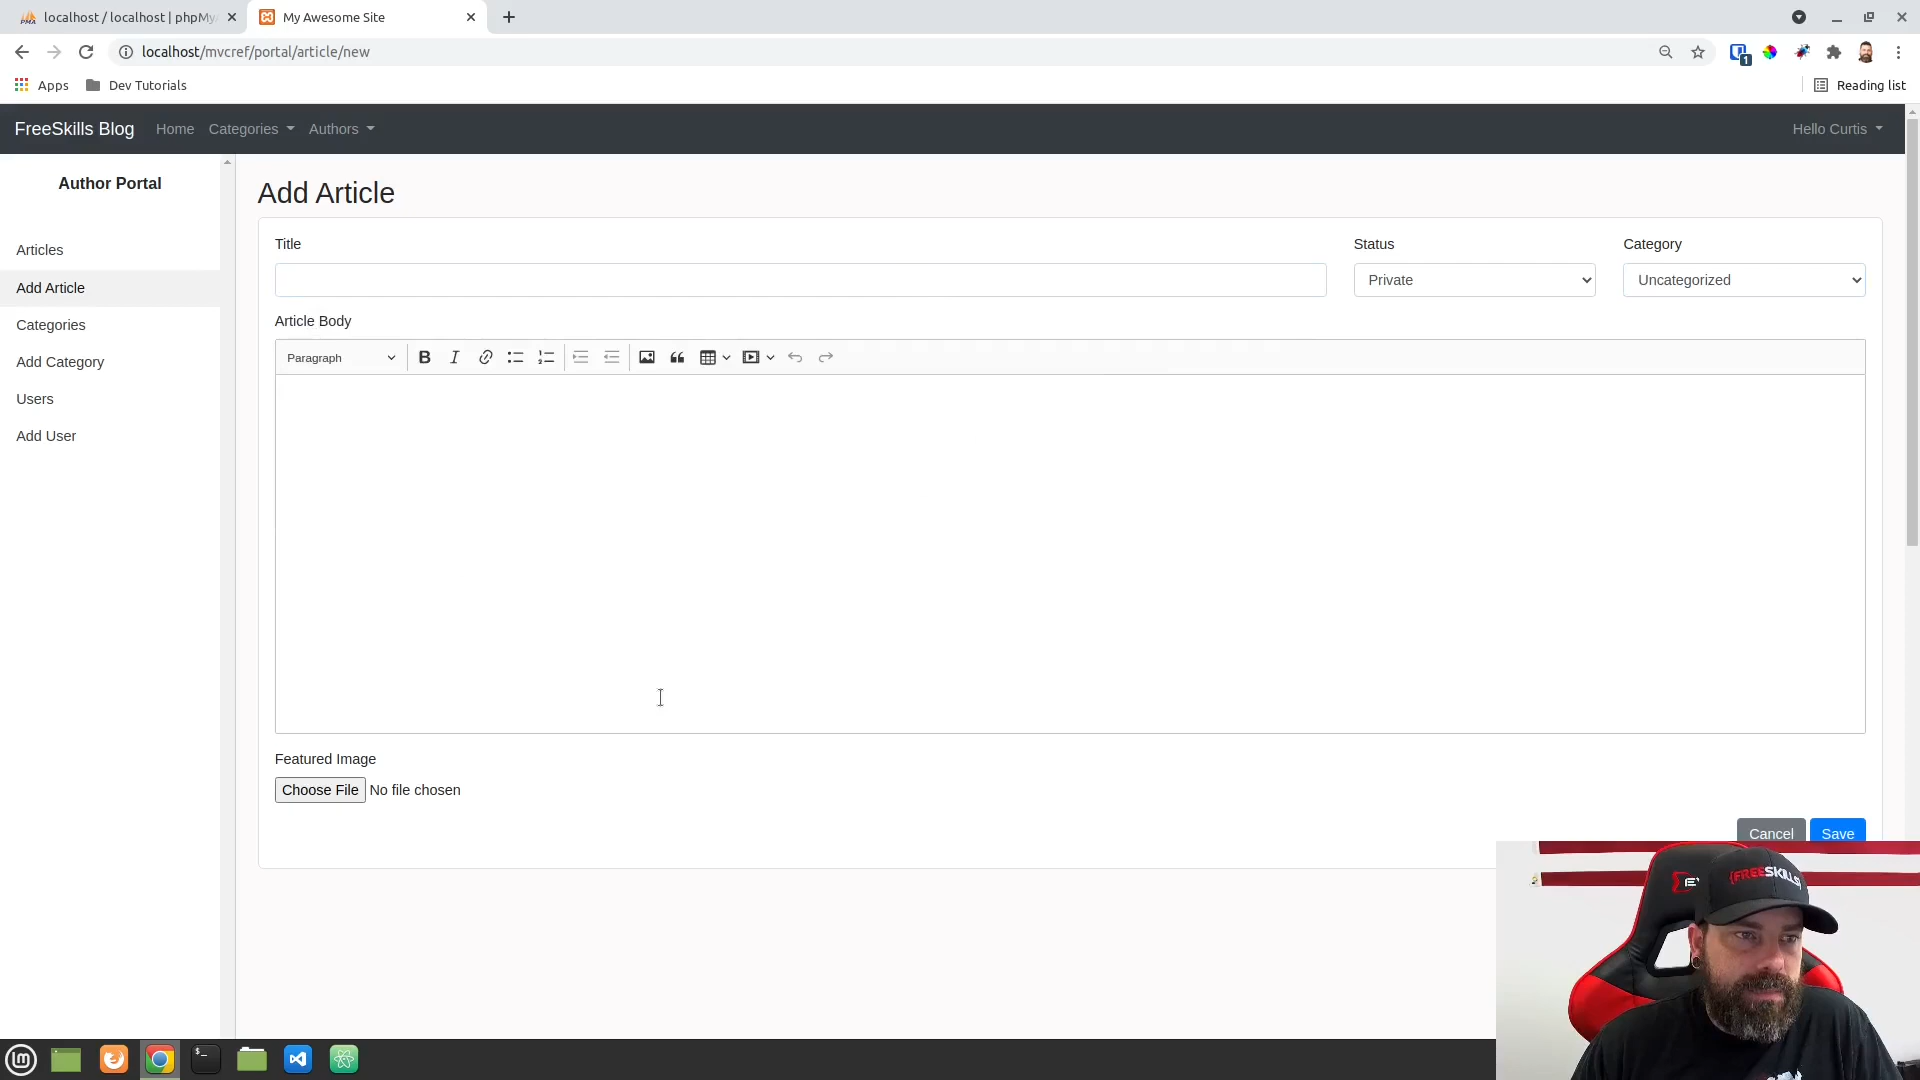 localhost / localhost | phpMy
My Awesome Site
localhost/mvcref/portal/article/new
1
Apps
Dev Tutorials
Reading list
FreeSkills Blog
Home
Categories
Authors
Hello Curtis
Author Portal
Articles
Add Article
Categories
Add Category
Users
Add User
Add Article
Title
Status
Category
Private
Uncategorized
Article Body
Paragraph
Featured Image
Choose File
No file chosen
Cancel
Save
{FREESKILLS